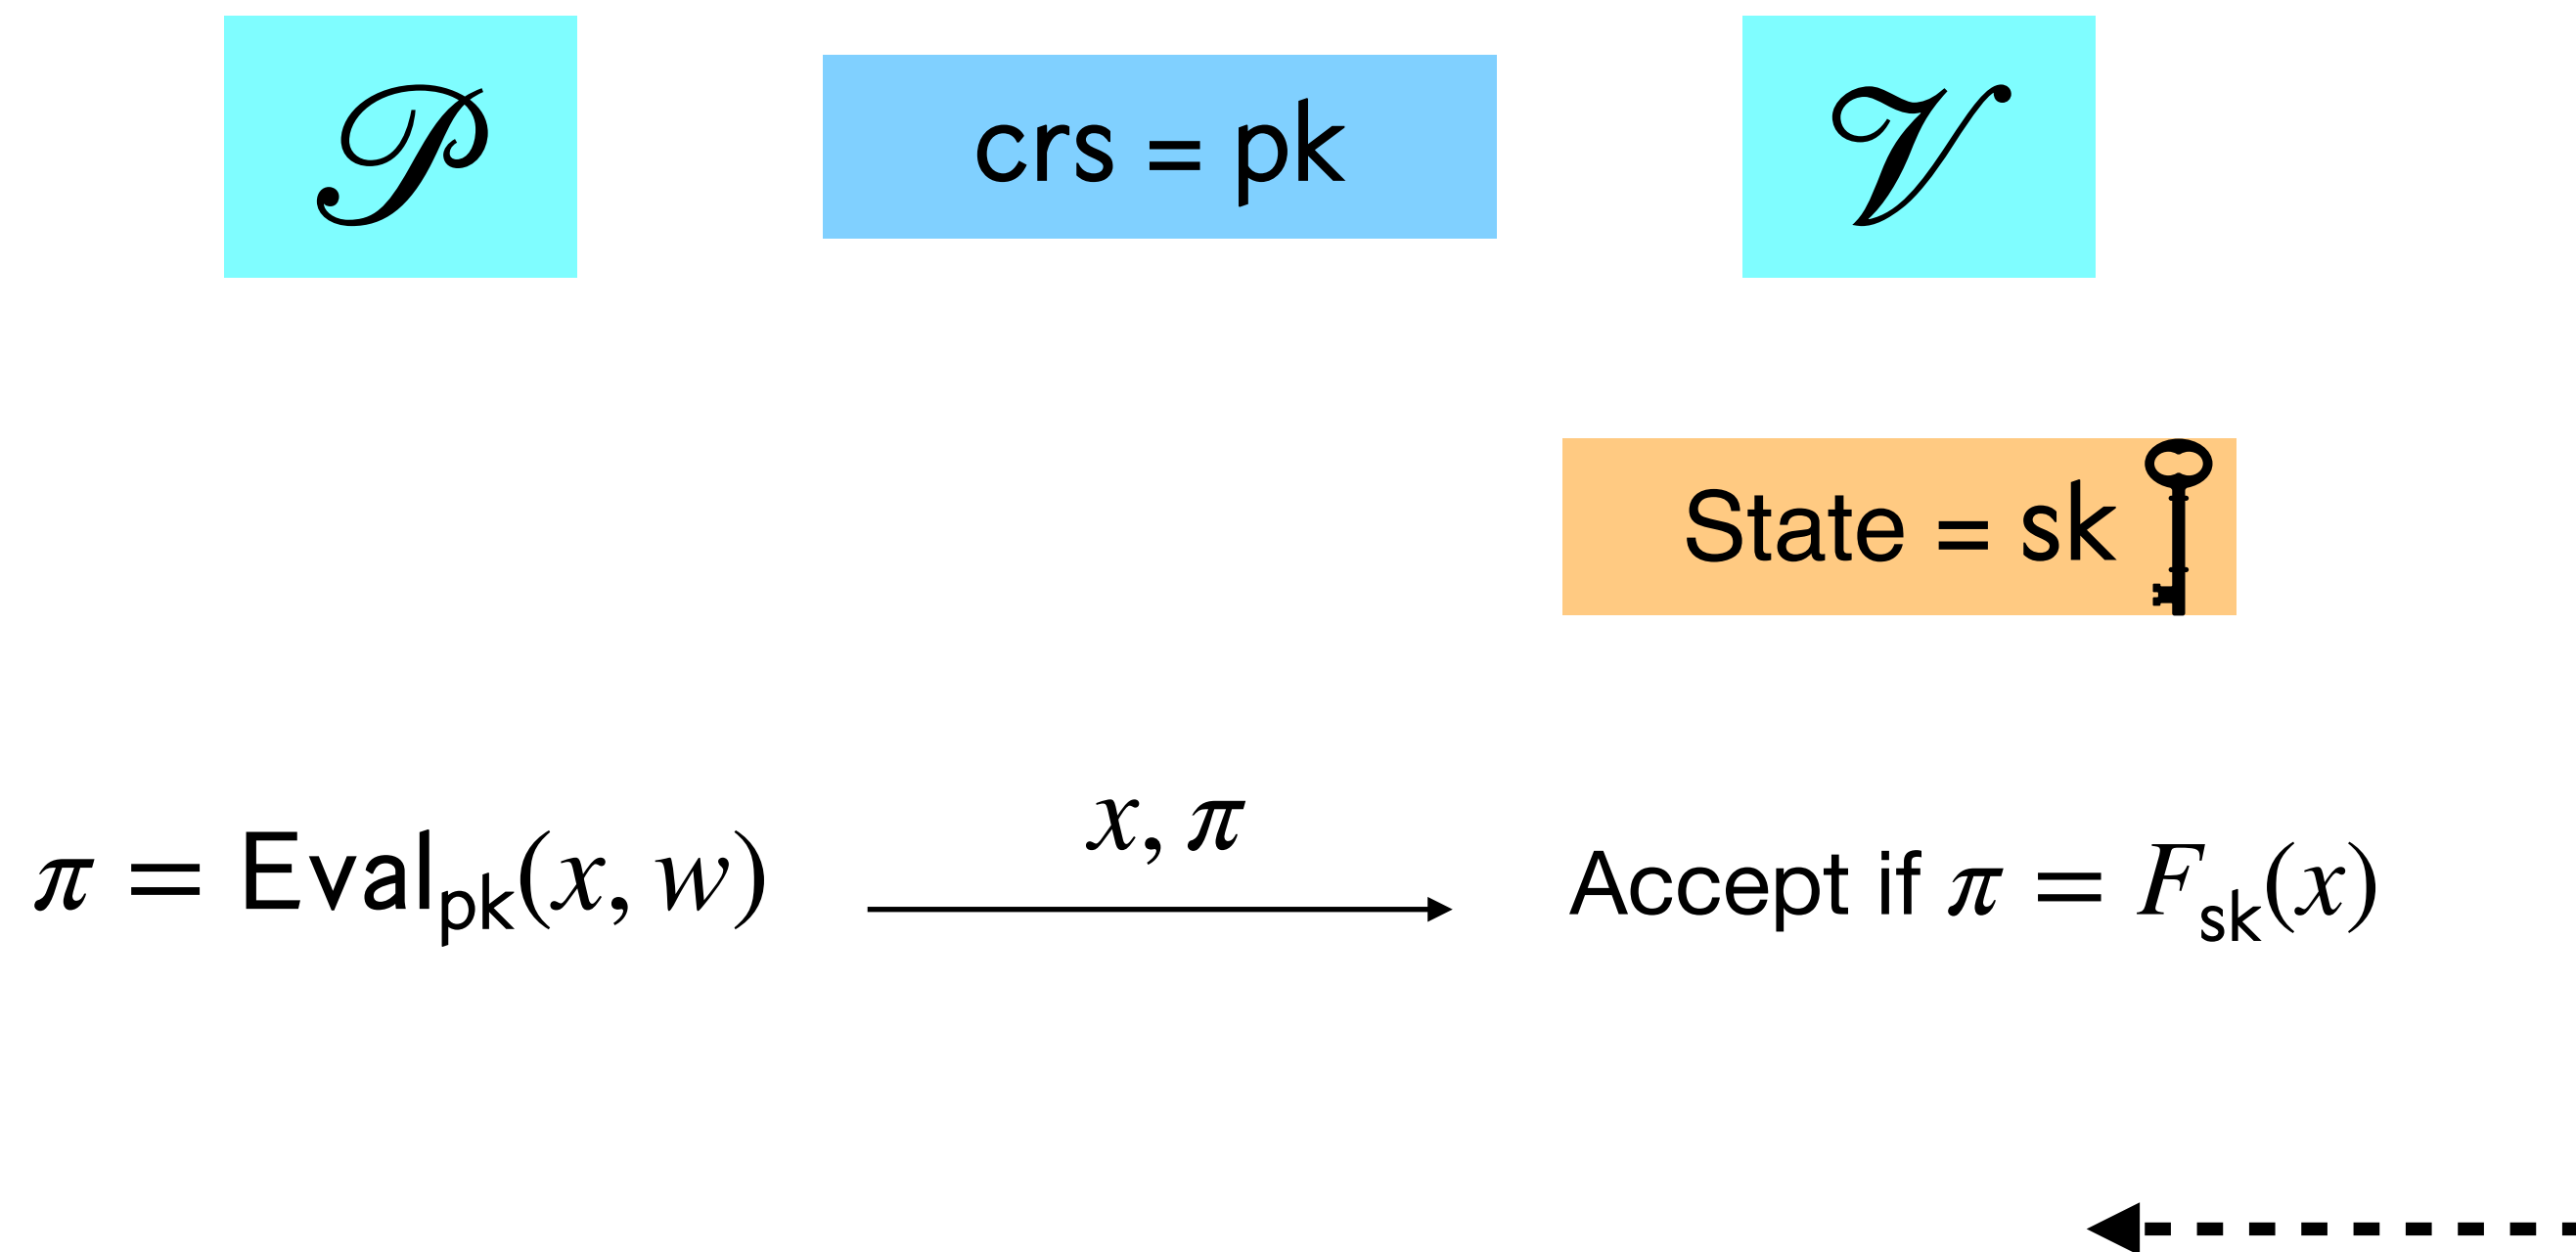 𝒫
crs = pk
𝒱
State = sk
π = Eval_pk(x, w)
x, π
Accept if π = F_sk(x)